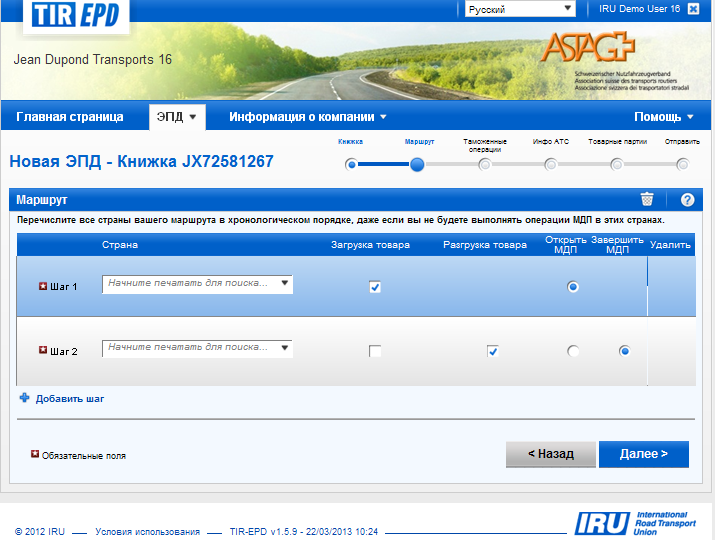 TIR EPD
Русский
IRU Demo User 16
Jean Dupond Transports 16
ASTAG
Schweizerischer Nutzfahrzeugverband
Association suisse des transports routiers
Associazione svizzera dei trasportatori stradali
Главная страница
ЭПД
Информация о компании
Помощь
Новая ЭПД - Книжка JX72581267
Книжка
Маршрут
Таможенные операции
Инфо АТС
Товарные партии
Отправить
Маршрут
Перечислите все страны вашего маршрута в хронологическом порядке, даже если вы не будете выполнять операции МДП в этих странах.
Страна
Загрузка товара
Разгрузка товара
Открыть МДП
Завершить МДП
Удалить
Шаг 1
Начните печатать для поиска...
Шаг 2
Начните печатать для поиска...
Добавить шаг
Обязательные поля
< Назад
Далее >
© 2012 IRU
Условия использования
TIR-EPD v1.5.9 - 22/03/2013 10:24
IRU
International
Road Transport
Union